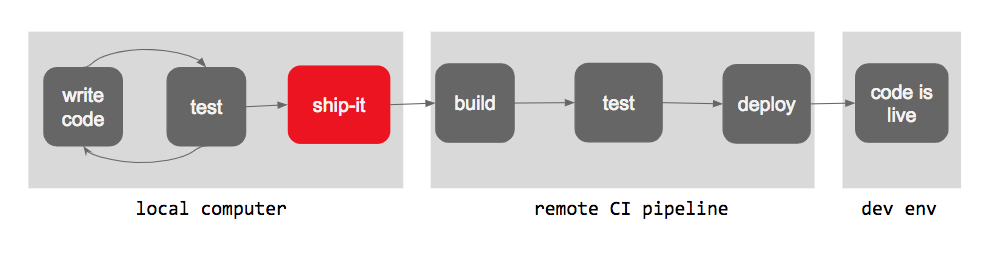 write
code
test
ship-it
build
test
deploy
code is
live
local computer
remote CI pipeline
dev env